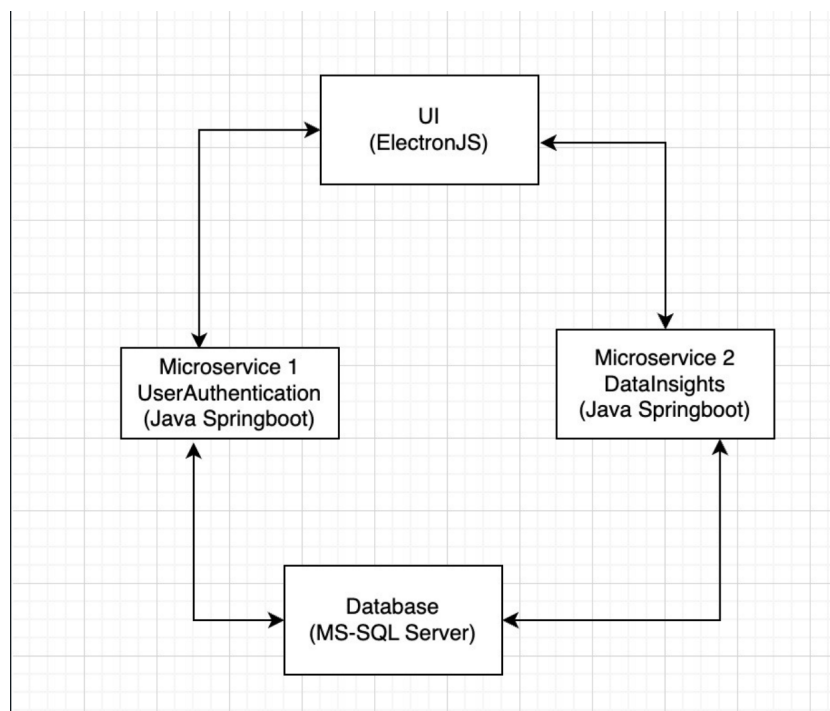 UI
(ElectronJS)
Microservice 1
UserAuthentication
(Java Springboot)
Microservice 2
DataInsights
(Java Springboot)
Database
(MS-SQL Server)